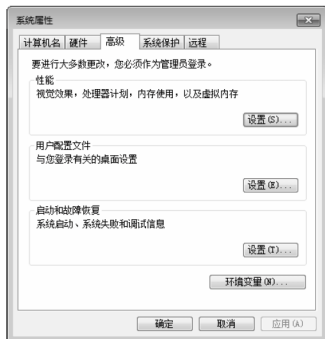 系统属性
计算机名 硬件 高级 系统保护 远程
要进行大多数更改，您必须作为管理员登录。
性能
视觉效果，处理器计划，内存使用，以及虚拟内存
设置(S)...
用户配置文件
与您登录有关的桌面设置
设置(E)...
启动和故障恢复
系统启动、系统失败和调试信息
设置(T)...
环境变量(N)...
确定 取消 应用(A)